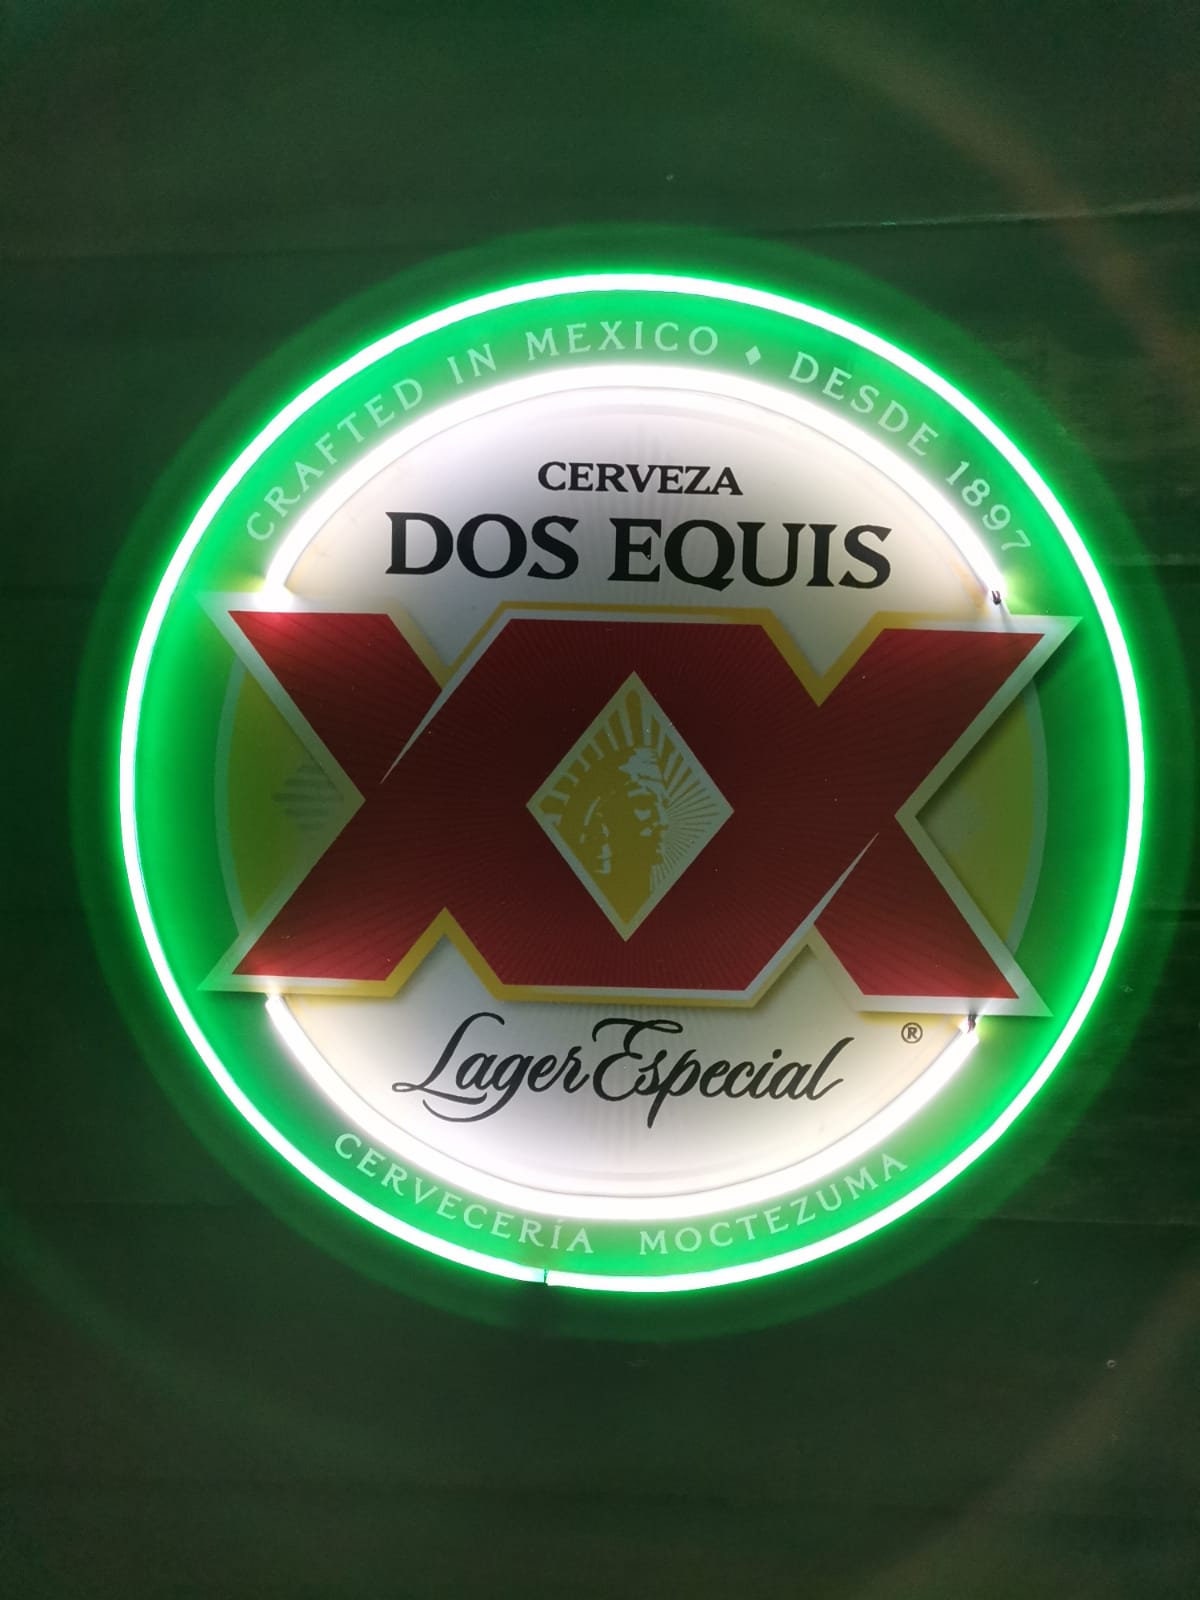 CRAFTED IN MEXICO ♦ DESDE 1897
CERVEZA
DOS EQUIS
XX
Lager Especial
®
CERVECERÍA MOCTEZUMA